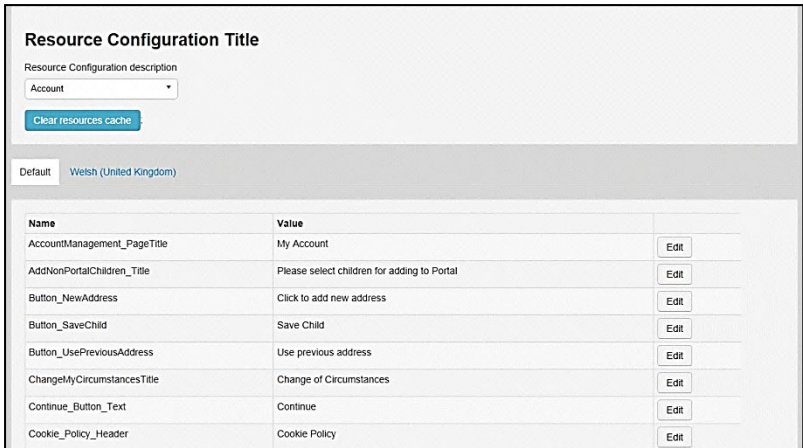 Resource Configuration Title
Resource Configuration description
Account
Clear resources cache
Default Welsh (United Kingdom)
Name Value
AccountManagement_PageTitle My Account Edit
AddNonPortalChildren_Title Please select children for adding to Portal Edit
Button_NewAddress Click to add new address Edit
Button_SaveChild Save Child Edit
Button_UsePreviousAddress Use previous address Edit
ChangeMyCircumstancesTitle Change of Circumstances Edit
Continue_Button_Text Continue Edit
Cookie_Policy_Header Cookie Policy Edit